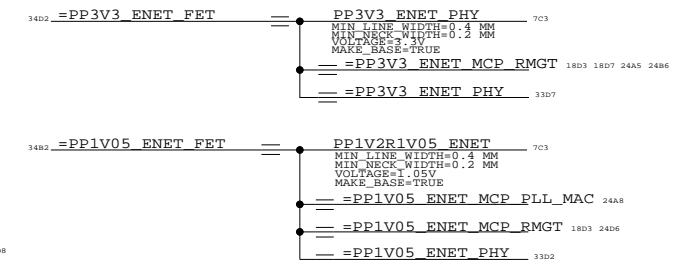 34D2 =PP3V3_ENET_FET PP3V3_ENET_PHY 7C3
MIN_LINE_WIDTH=0.4 MM
MIN_NECK_WIDTH=0.2 MM
VOLTAGE=3.3V
MAKE_BASE=TRUE
=PP3V3_ENET_MCP_RMGT 18D3 18D7 24A5 24B6
=PP3V3_ENET_PHY 33D7
34B2 =PP1V05_ENET_FET PP1V2R1V05_ENET 7C3
MIN_LINE_WIDTH=0.4 MM
MIN_NECK_WIDTH=0.2 MM
VOLTAGE=1.05V
MAKE_BASE=TRUE
=PP1V05_ENET_MCP_PLL_MAC 24A8
=PP1V05_ENET_MCP_RMGT 18D3 24D6
=PP1V05_ENET_PHY 33D2